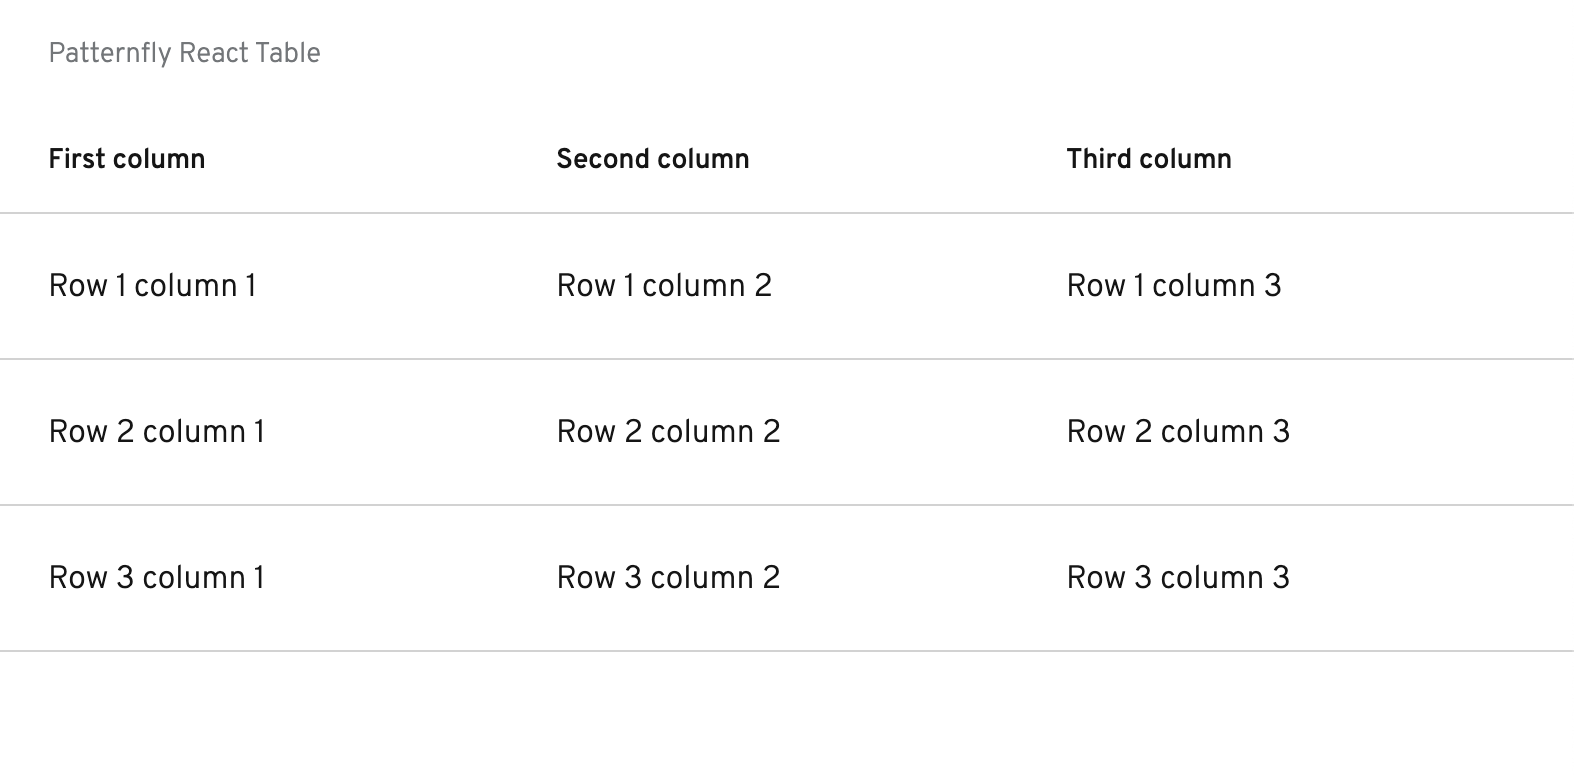 Patternfly React Table
First column Second column Third column
Row 1 column 1 Row 1 column 2 Row 1 column 3
Row 2 column 1 Row 2 column 2 Row 2 column 3
Row 3 column 1 Row 3 column 2 Row 3 column 3